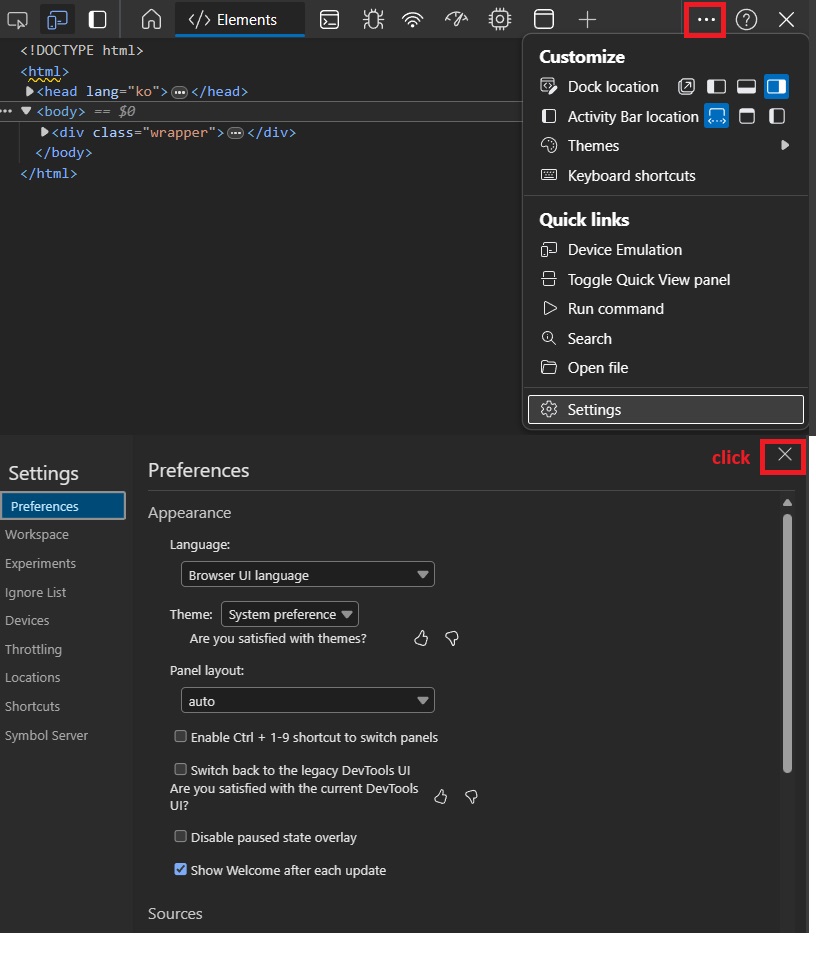 </> Elements
<!DOCTYPE html>
<html>
<head lang="ko">…</head>
… <body> == $0
<div class="wrapper">…</div>
</body>
</html>
Customize
Dock location
Activity Bar location
Themes
Keyboard shortcuts
Quick links
Device Emulation
Toggle Quick View panel
Run command
Search
Open file
Settings
click
Settings
Preferences
Workspace
Experiments
Ignore List
Devices
Throttling
Locations
Shortcuts
Symbol Server
Preferences
Appearance
Language:
Browser UI language
Theme: System preference
Are you satisfied with themes?
Panel layout:
auto
Enable Ctrl + 1-9 shortcut to switch panels
Switch back to the legacy DevTools UI
Are you satisfied with the current DevTools
UI?
Disable paused state overlay
Show Welcome after each update
Sources